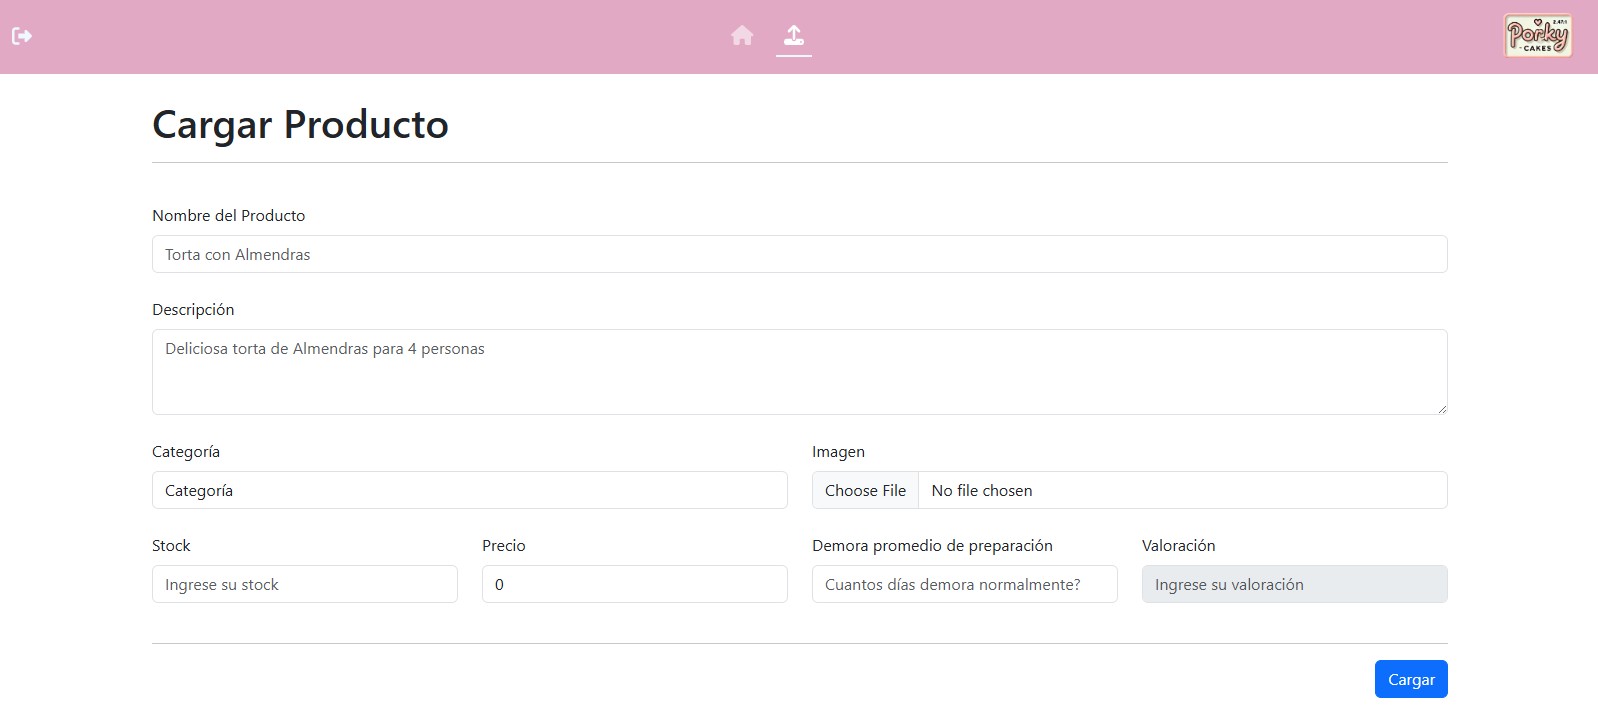 2.4711
Porky
- CAKES -
Cargar Producto
Nombre del Producto
Torta con Almendras
Descripción
Deliciosa torta de Almendras para 4 personas
Categoría
Imagen
Categoría
Choose File No file chosen
Stock
Precio
Demora promedio de preparación
Valoración
Ingrese su stock
0
Cuantos días demora normalmente?
Ingrese su valoración
Cargar